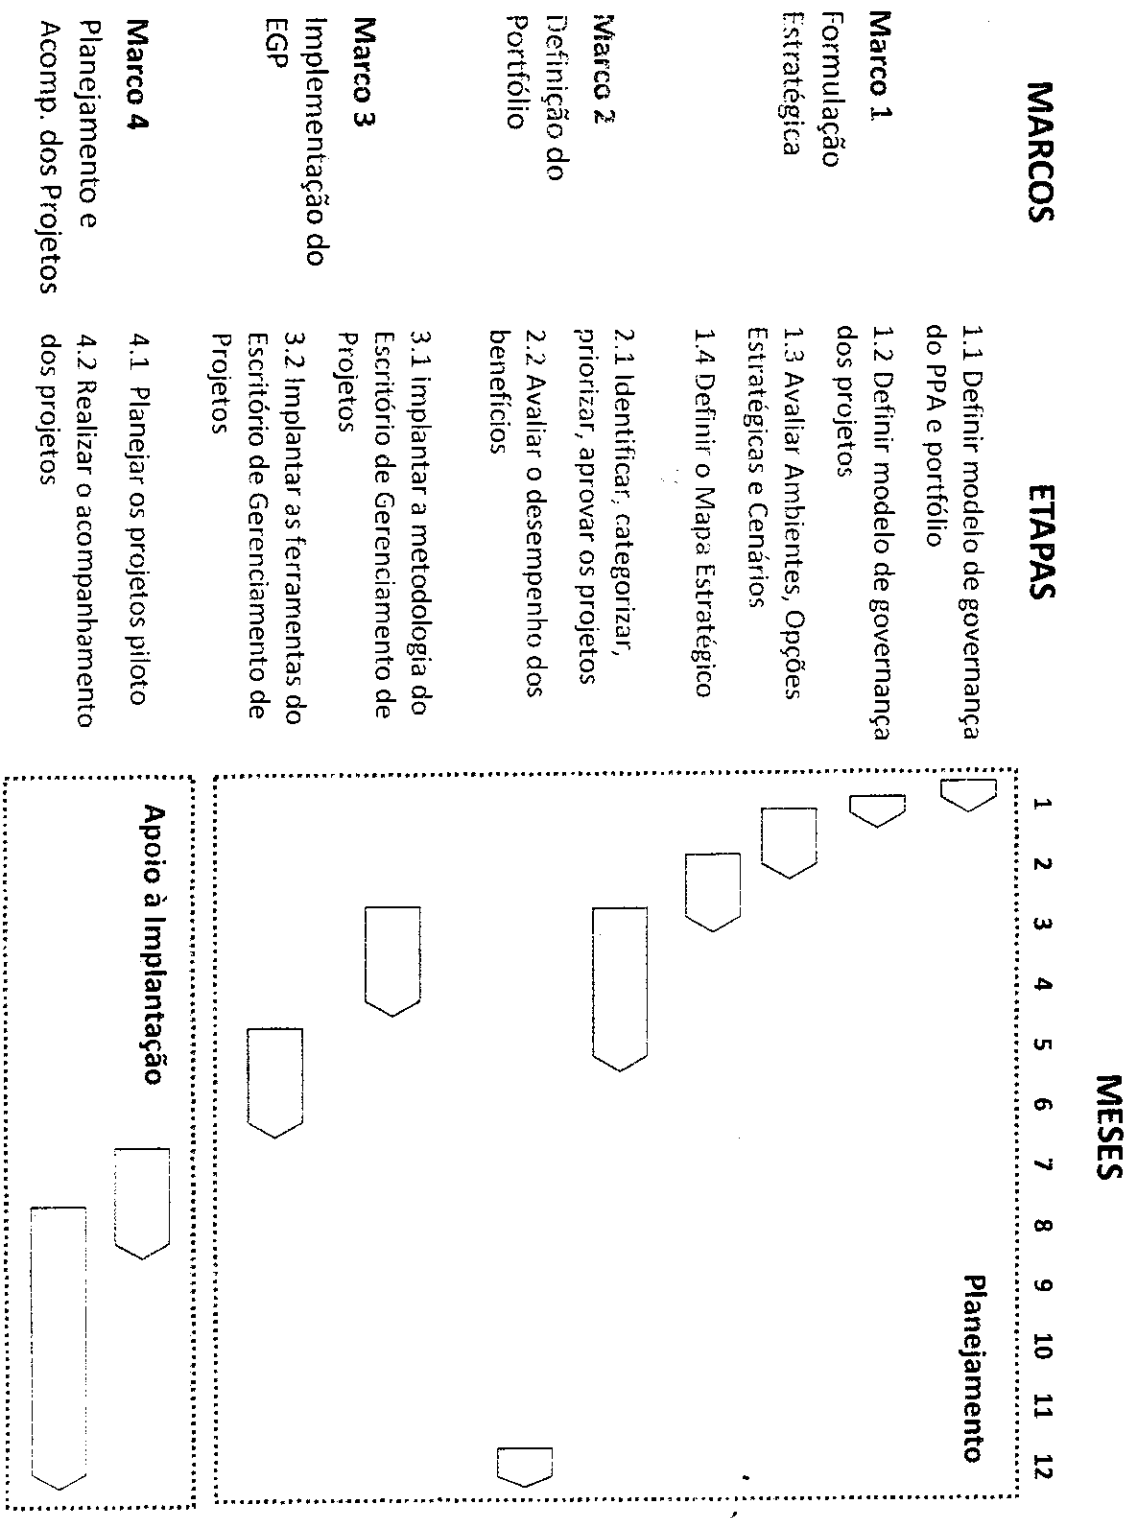 MESES
MARCOS
ETAPAS
1 2 3 4 5 6 7 8 9 10 11 12
Planejamento
Marco 1
Formulação
Estratégica
1.1 Definir modelo de governança
do PPA e portfólio
1.2 Definir modelo de governança
dos projetos
1.3 Avaliar Ambientes, Opções
Estratégicas e Cenários
1.4 Definir o Mapa Estratégico
Marco 2
Definição do
Portfólio
2.1 Identificar, categorizar,
priorizar, aprovar os projetos
2.2 Avaliar o desempenho dos
benefícios
Marco 3
Implementação do
EGP
3.1 implantar a metodologia do
Escritório de Gerenciamento de
Projetos
3.2 Implantar as ferramentas do
Escritório de Gerenciamento de
Projetos
Apoio à Implantação
Marco 4
Planejamento e
Acomp. dos Projetos
4.1 Planejar os projetos piloto
4.2 Realizar o acompanhamento
dos projetos